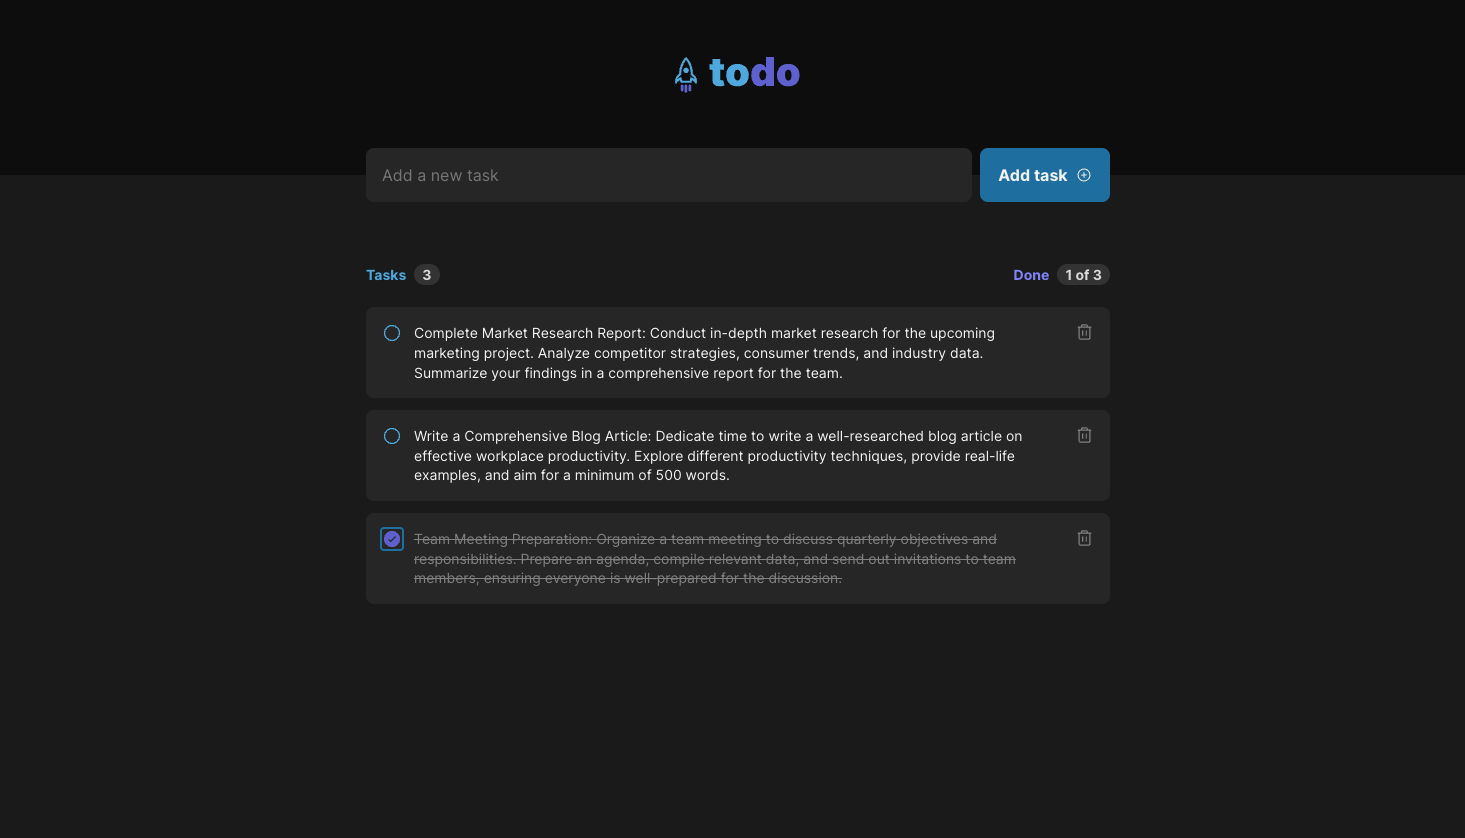 todo
Add a new task
Add task
Tasks 3
Done 1 of 3
Complete Market Research Report: Conduct in-depth market research for the upcoming
marketing project. Analyze competitor strategies, consumer trends, and industry data.
Summarize your findings in a comprehensive report for the team.
Write a Comprehensive Blog Article: Dedicate time to write a well-researched blog article on
effective workplace productivity. Explore different productivity techniques, provide real-life
examples, and aim for a minimum of 500 words.
Team Meeting Preparation: Organize a team meeting to discuss quarterly objectives and
responsibilities. Prepare an agenda, compile relevant data, and send out invitations to team
members, ensuring everyone is well-prepared for the discussion.